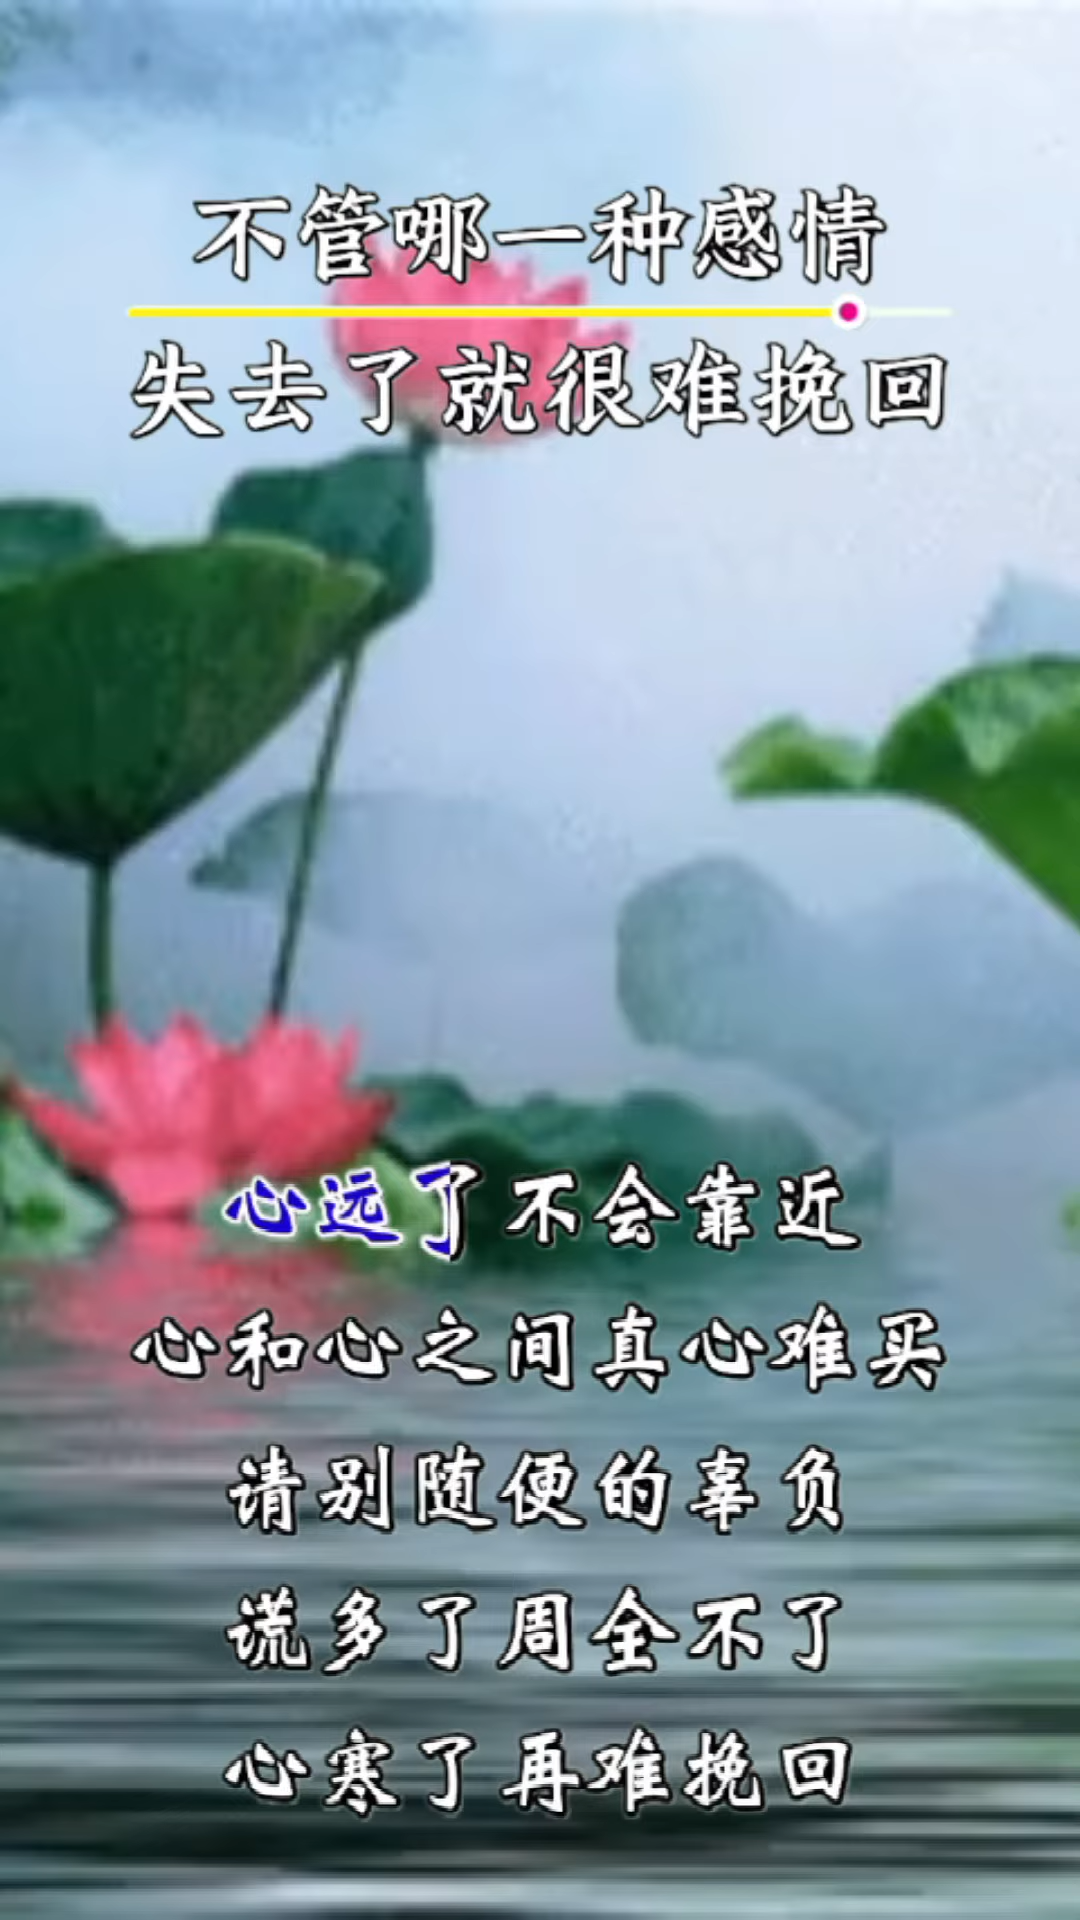 不管哪一种感情
失去了就很难挽回
心远了不会靠近
心和心之间真心难买
请别随便的辜负
谎多了周全不了
心寒了再难挽回